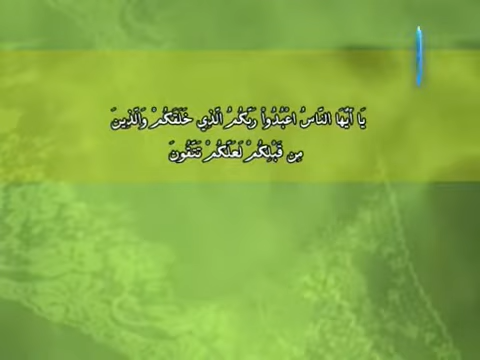 يَا أَيُّهَا النَّاسُ اعْبُدُواْ رَبَّكُمُ الَّذِي خَلَقَكُمْ وَالَّذِينَ
مِن قَبْلِكُمْ لَعَلَّكُمْ تَتَّقُونَ